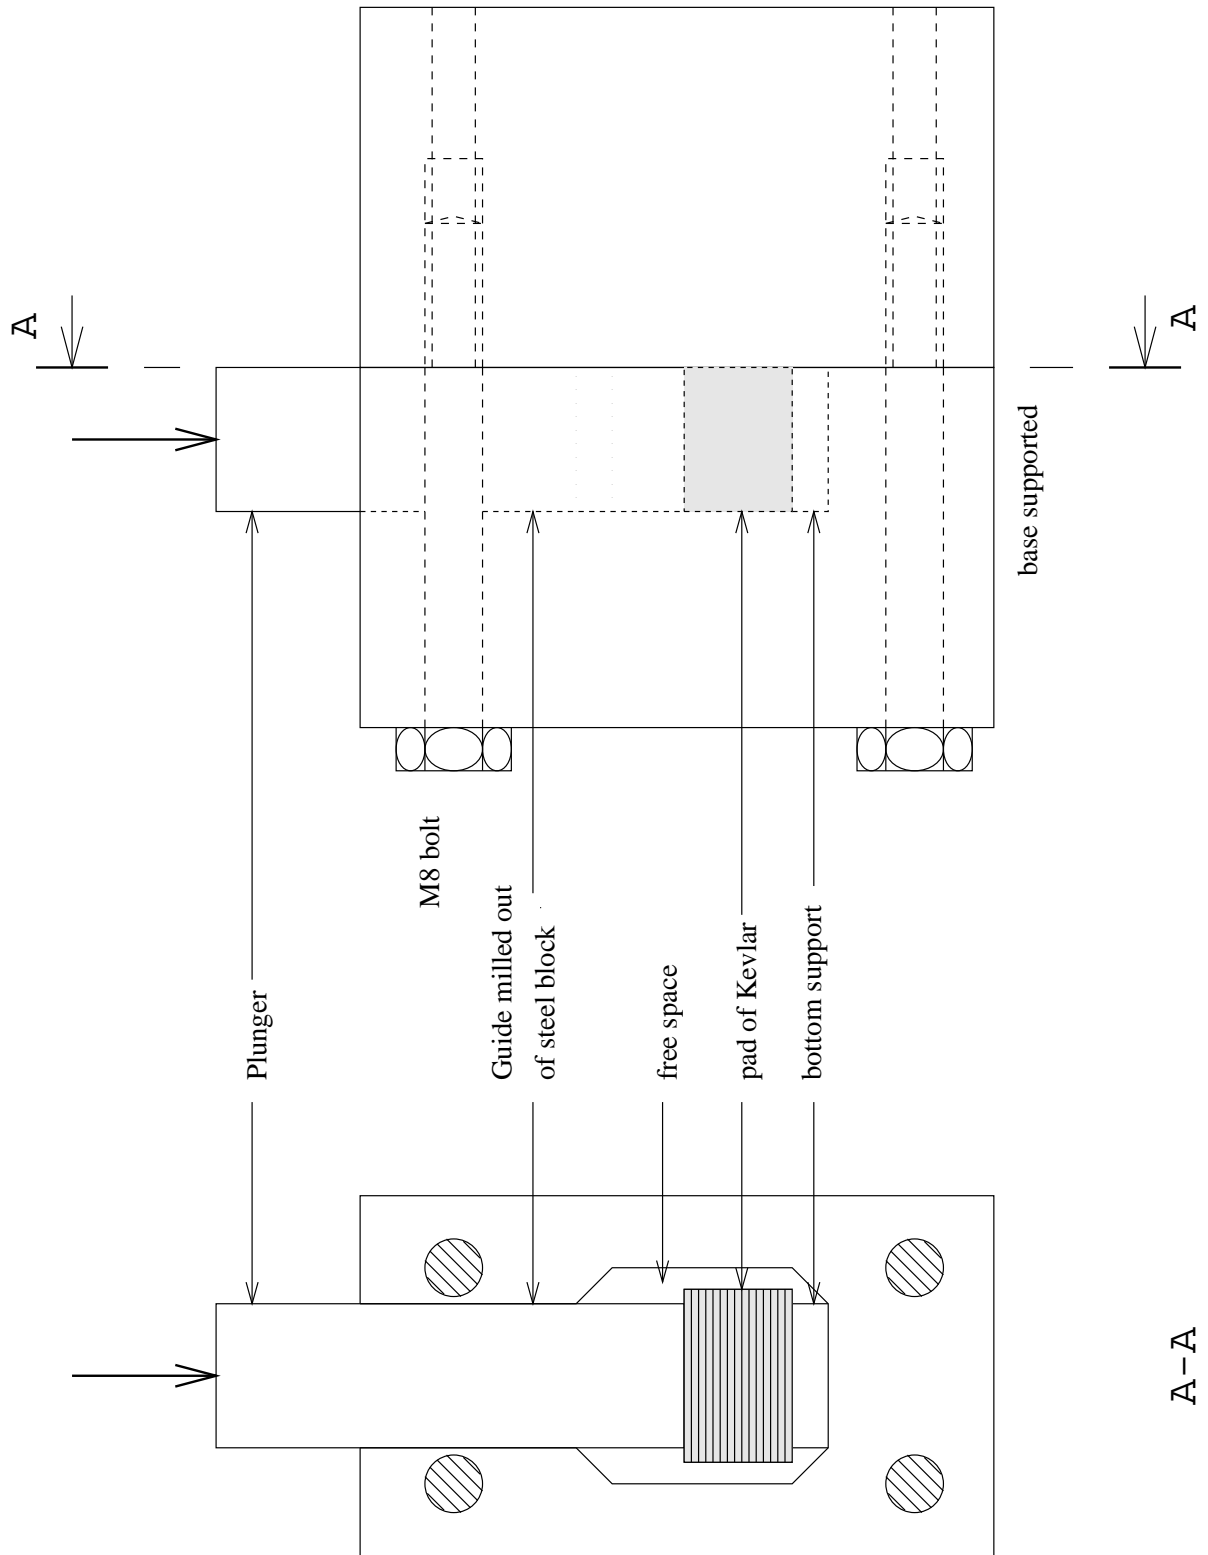 A
A
base supported
M8 bolt
Plunger
Guide milled out
of steel block
free space
pad of Kevlar
bottom support
A-A